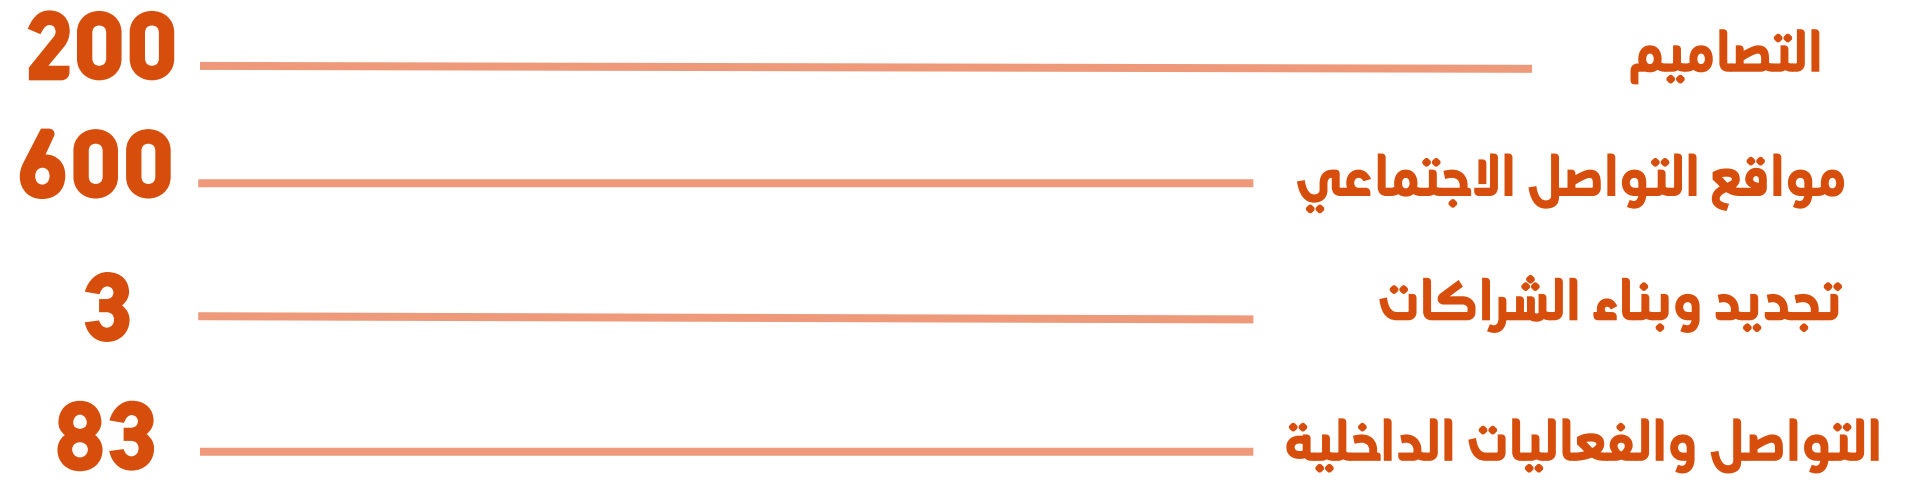 التصاميم 200
مواقع التواصل الاجتماعي 600
تجديد وبناء الشراكات 3
التواصل والفعاليات الداخلية 83